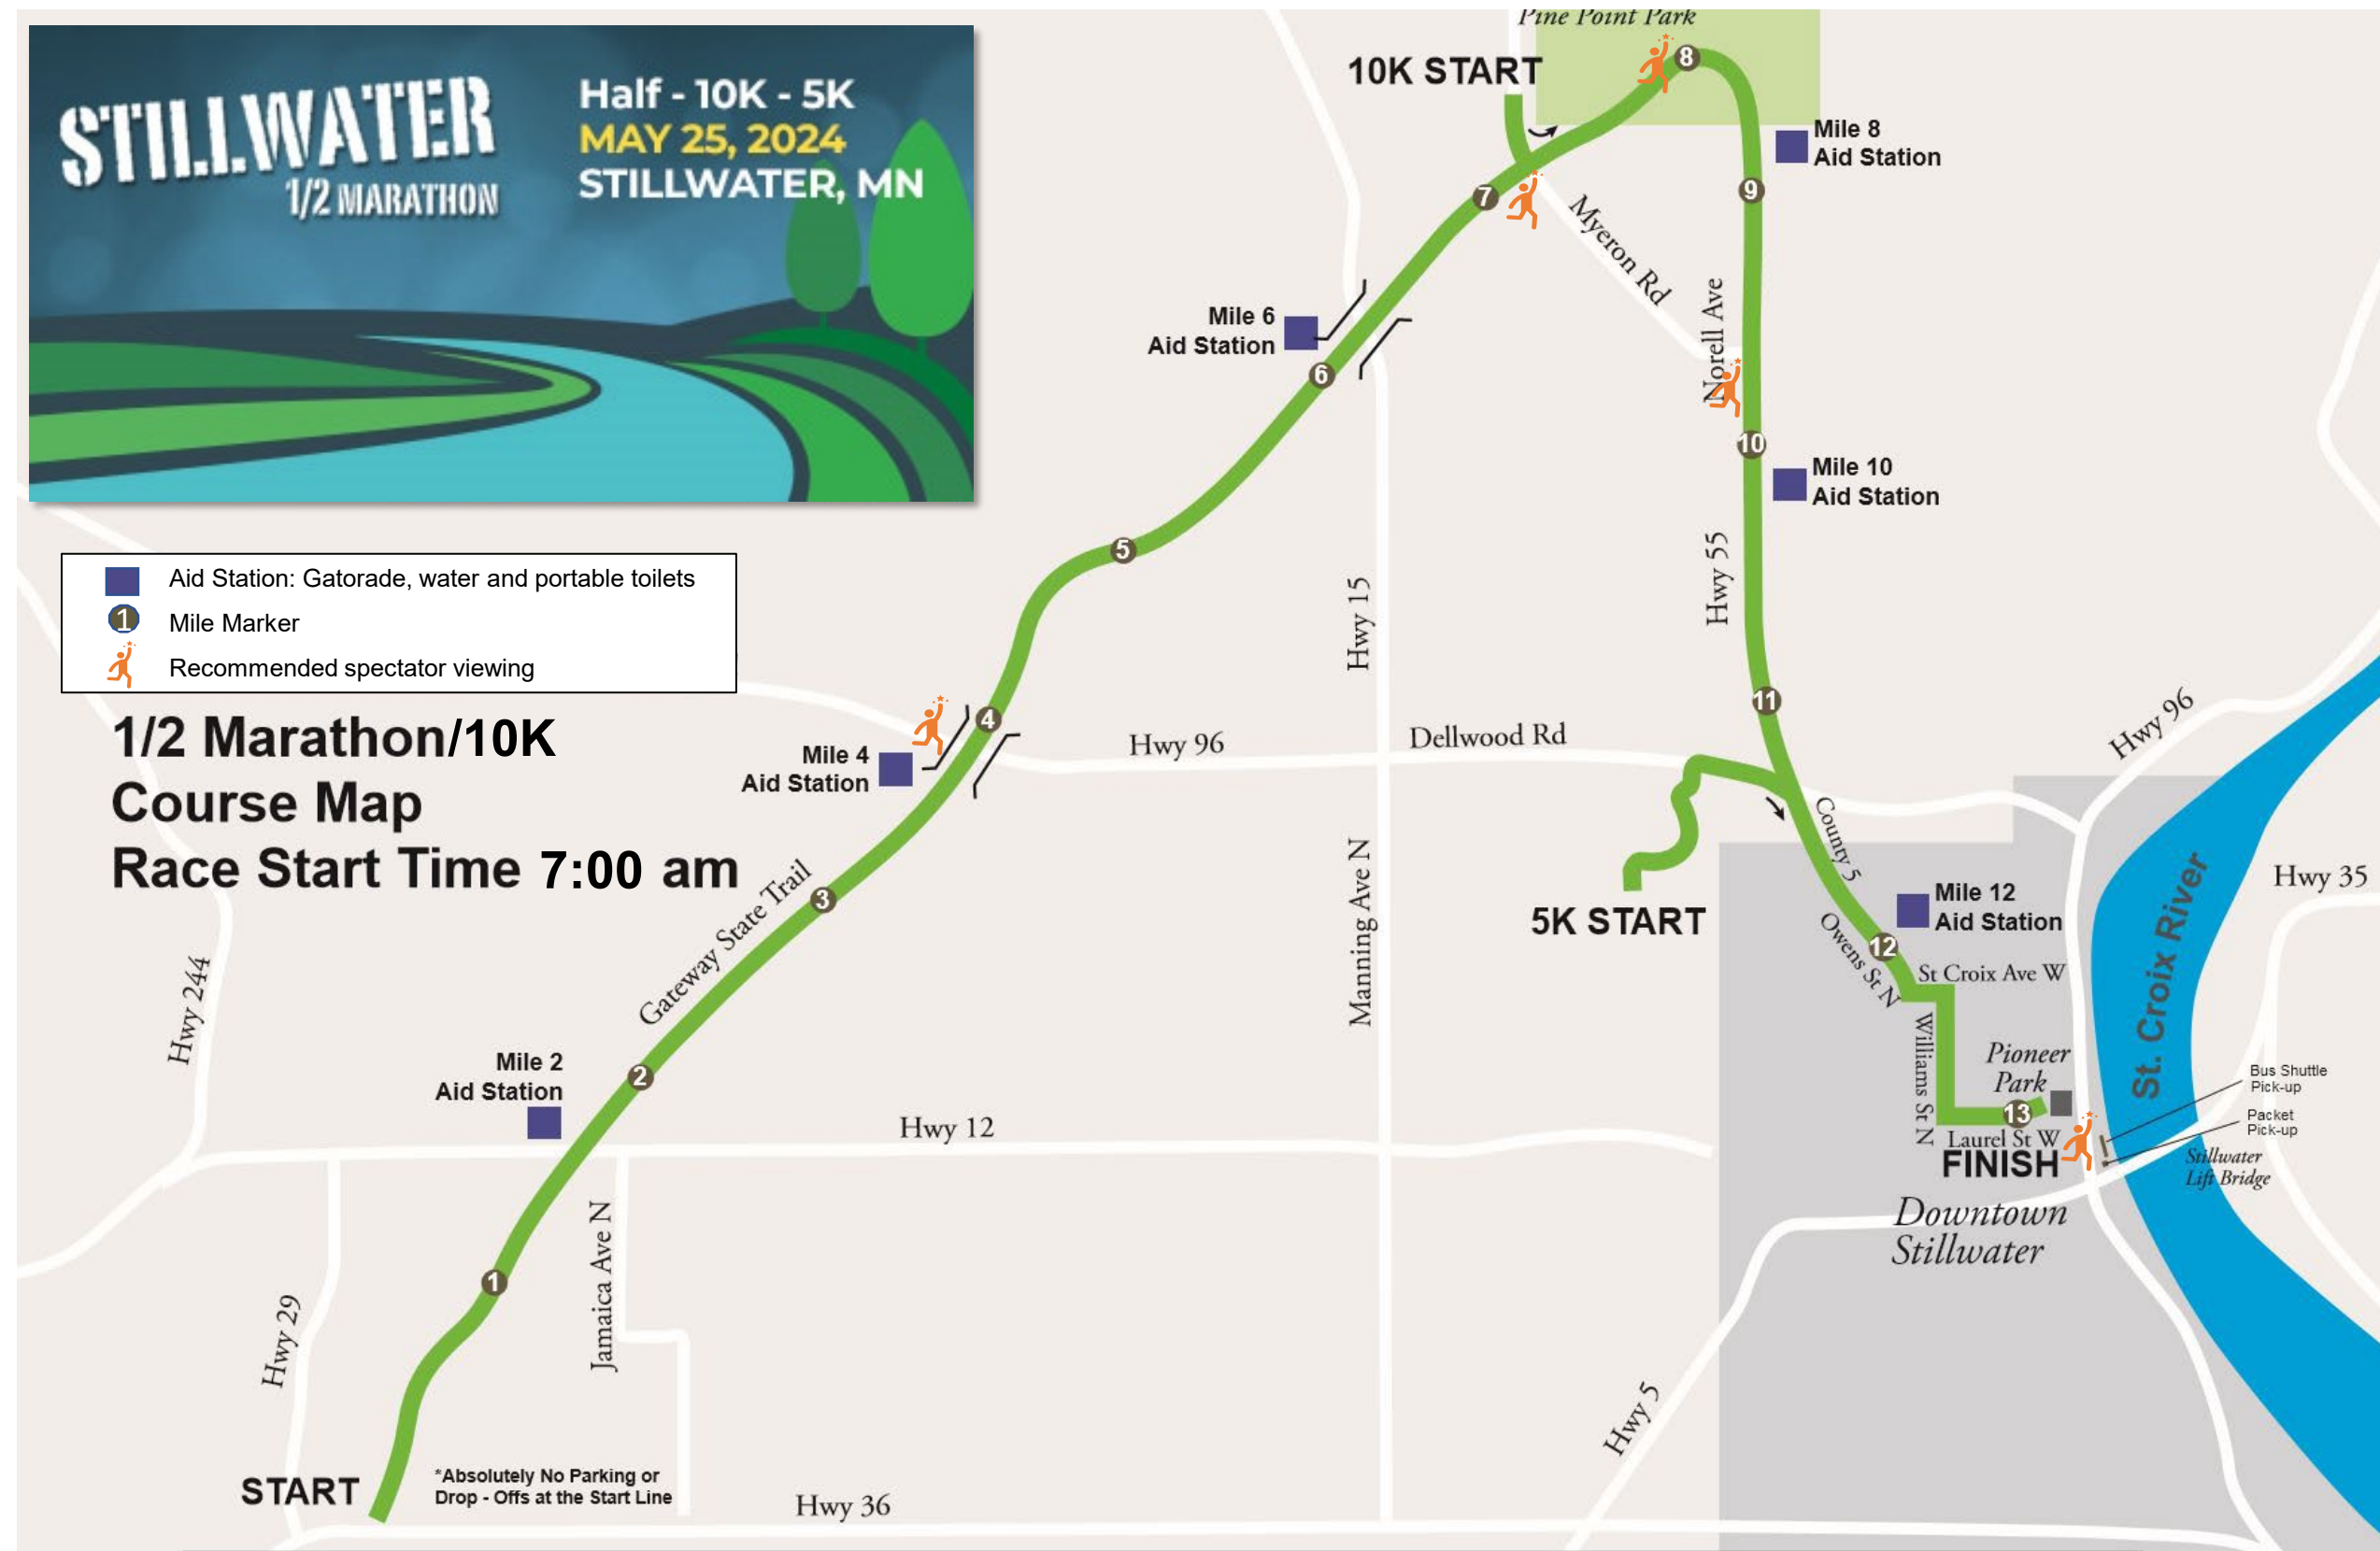 STILLWATER
1/2 MARATHON
Half - 10K - 5K
MAY 25, 2024
STILLWATER, MN
Aid Station: Gatorade, water and portable toilets
1
Mile Marker
Recommended spectator viewing
1/2 Marathon/10K
Course Map
Race Start Time 7:00 am
Pine Point Park
10K START
8
Mile 8
Aid Station
9
7
Myeron Rd
Norell Ave
Mile 6
Aid Station
6
10
Mile 10
Aid Station
5
Hwy 55
Hwy 15
11
4
Mile 4
Aid Station
Hwy 96
Dellwood Rd
Hwy 96
County 5
Gateway State Trail
3
5K START
Manning Ave N
Mile 12
Aid Station
12
Owens St N
St Croix Ave W
St. Croix River
Hwy 35
Hwy 244
Mile 2
Aid Station
2
Williams St N
Pioneer
Park
13
Laurel St W
FINISH
Bus Shuttle
Pick-up
Packet
Pick-up
Stillwater
Lift Bridge
Hwy 12
Downtown
Stillwater
1
Jamaica Ave N
Hwy 29
Hwy 5
START
*Absolutely No Parking or
Drop - Offs at the Start Line
Hwy 36